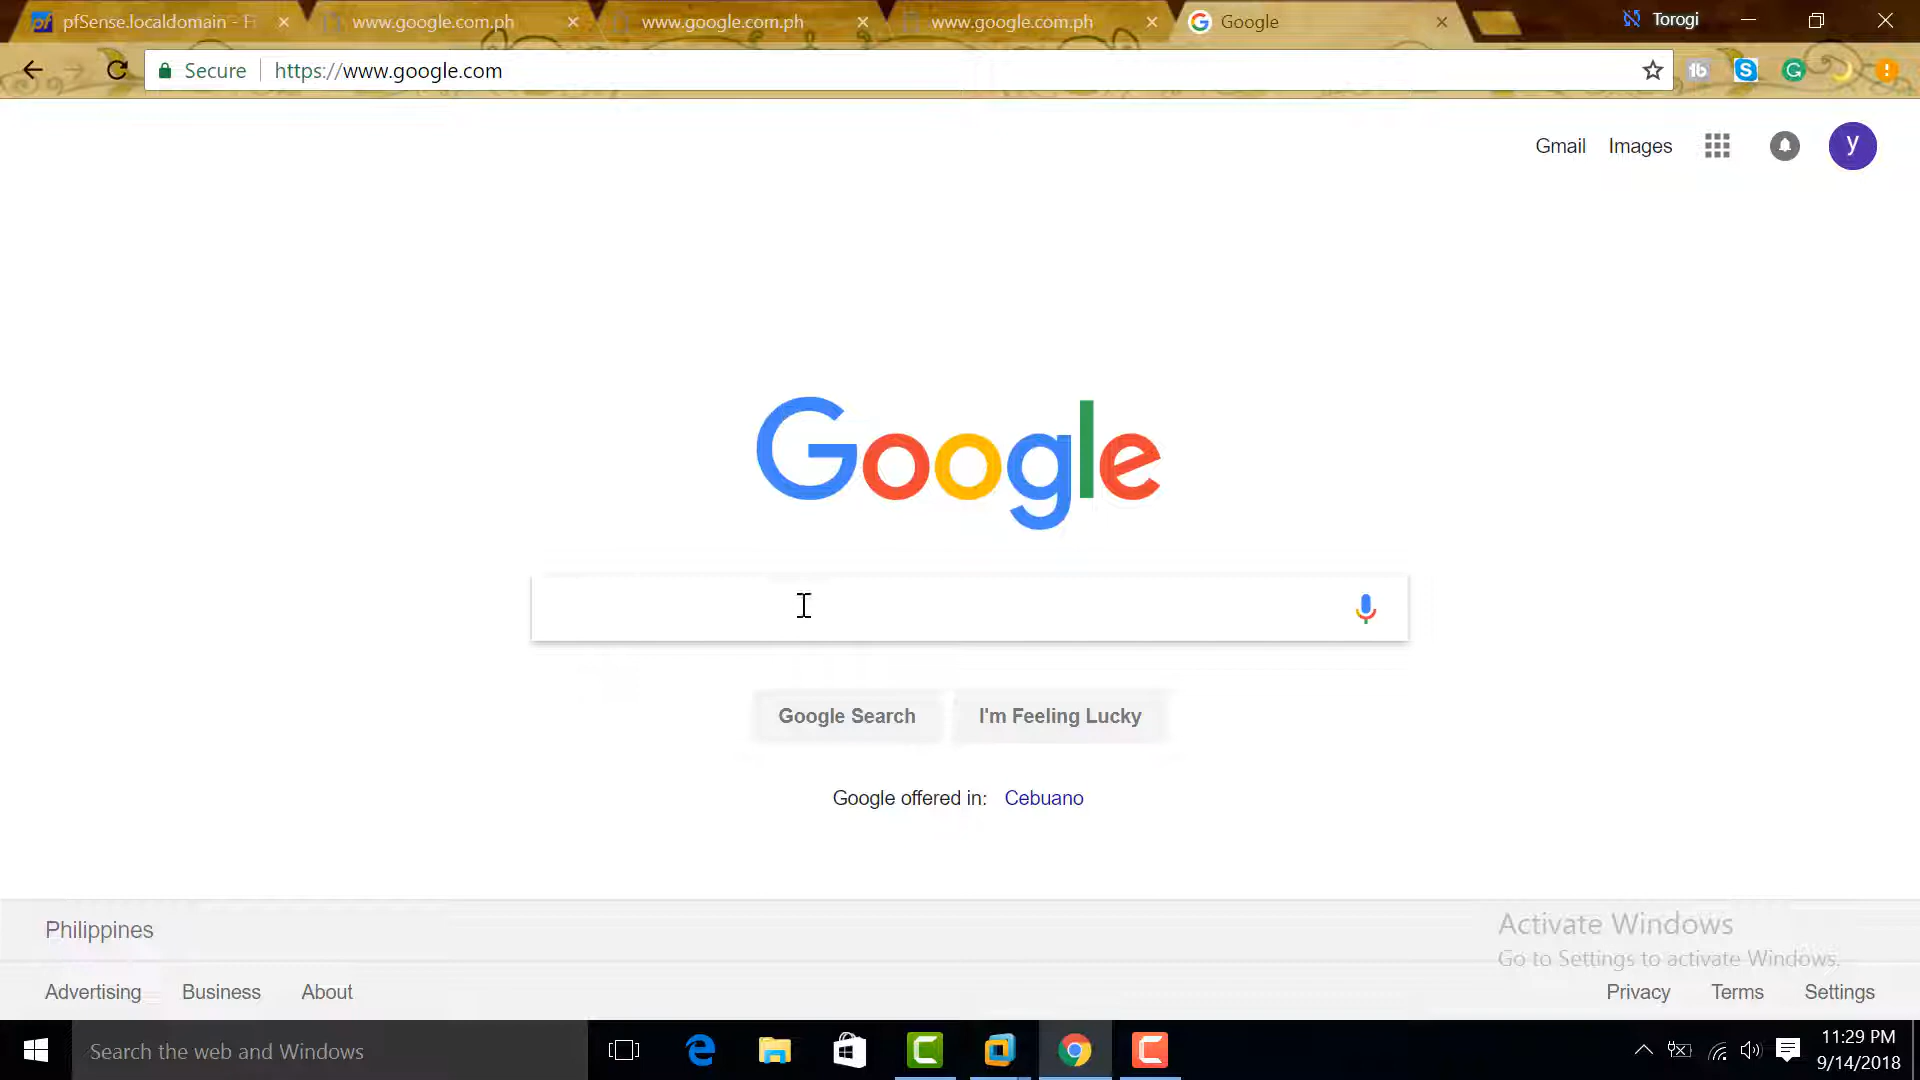 pfSense.localdomain - F
www.google.com.ph
www.google.com.ph
www.google.com.ph
Google
Torogi
Secure
https://www.google.com
Gmail
Images
y
Google
Google Search
I'm Feeling Lucky
Google offered in: Cebuano
Philippines
Activate Windows
Go to Settings to activate Windows.
Advertising
Business
About
Privacy
Terms
Settings
Search the web and Windows
11:29 PM
9/14/2018